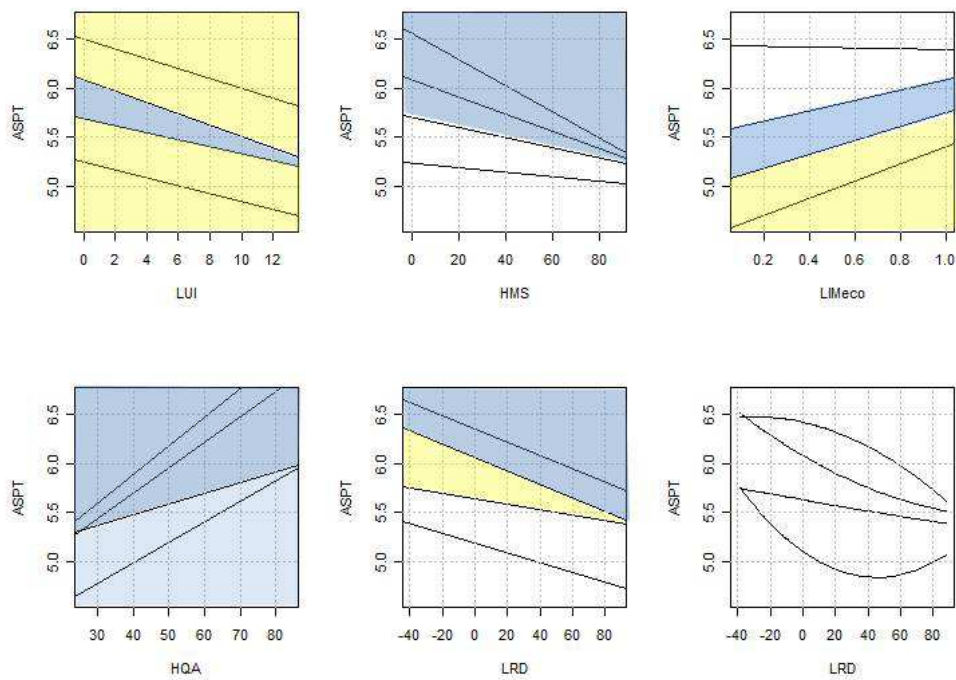 6.5 6.0 5.5 5.0
ASPT
0 2 4 6 8 10 12
LUI
6.5 6.0 5.5 5.0
ASPT
0 20 40 60 80
HMS
6.5 6.0 5.5 5.0
ASPT
0.2 0.4 0.6 0.8 1.0
LIMeco
6.5 6.0 5.5 5.0
ASPT
30 40 50 60 70 80
HQA
6.5 6.0 5.5 5.0
ASPT
-40 -20 0 20 40 60 80
LRD
6.5 6.0 5.5 5.0
ASPT
-40 -20 0 20 40 60 80
LRD